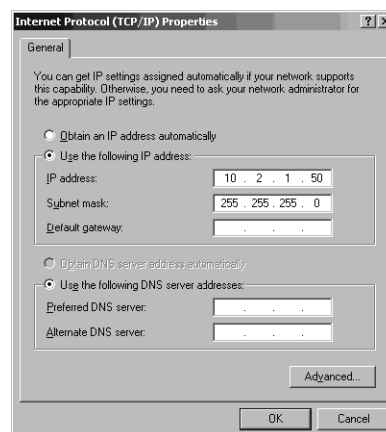 Internet Protocol (TCP/IP) Properties
General
You can get IP settings assigned automatically if your network supports
this capability. Otherwise, you need to ask your network administrator for
the appropriate IP settings.
Obtain an IP address automatically
Use the following IP address:
IP address: 10 . 2 . 1 . 50
Subnet mask: 255 . 255 . 255 . 0
Default gateway: . . .
Obtain DNS server address automatically
Use the following DNS server addresses:
Preferred DNS server: . . .
Alternate DNS server: . . .
Advanced...
OK Cancel